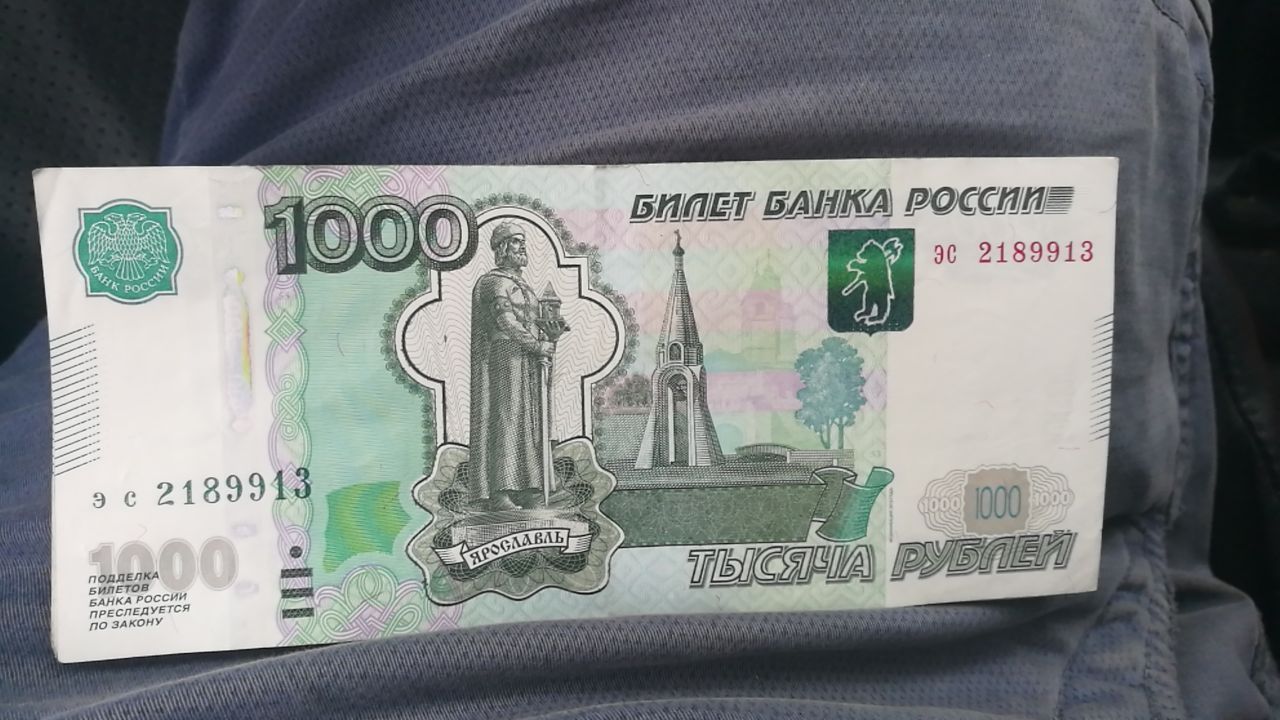 БАНК РОССИИ
1000
БИЛЕТ БАНКА РОССИИ
эс 2189913
эс 2189913
ЯРОСЛАВЛЬ
1000
ПОДДЕЛКА
БИЛЕТОВ
БАНКА РОССИИ
ПРЕСЛЕДУЕТСЯ
ПО ЗАКОНУ
1000 1000 1000
ТЫСЯЧА РУБЛЕЙ